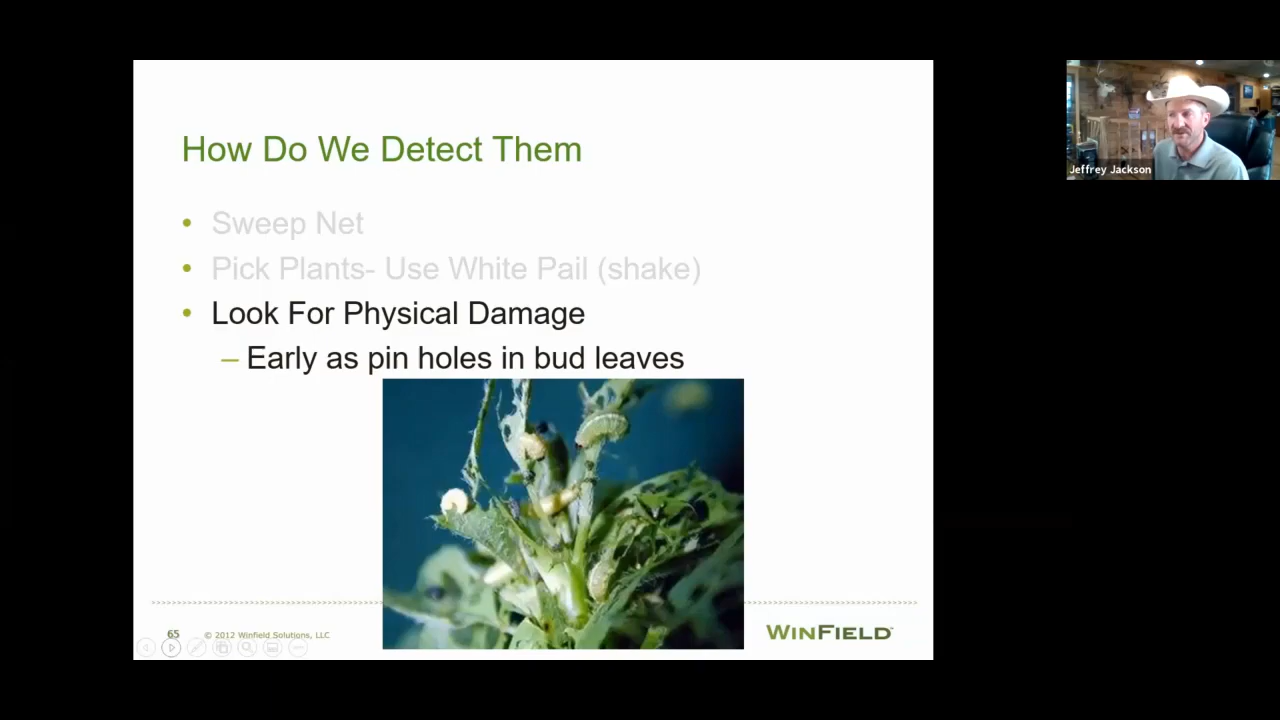 How Do We Detect Them
• Sweep Net
• Pick Plants- Use White Pail (shake)
• Look For Physical Damage
– Early as pin holes in bud leaves
65
© 2012 Winfield Solutions, LLC
WINFIELD™
Jeffrey Jackson